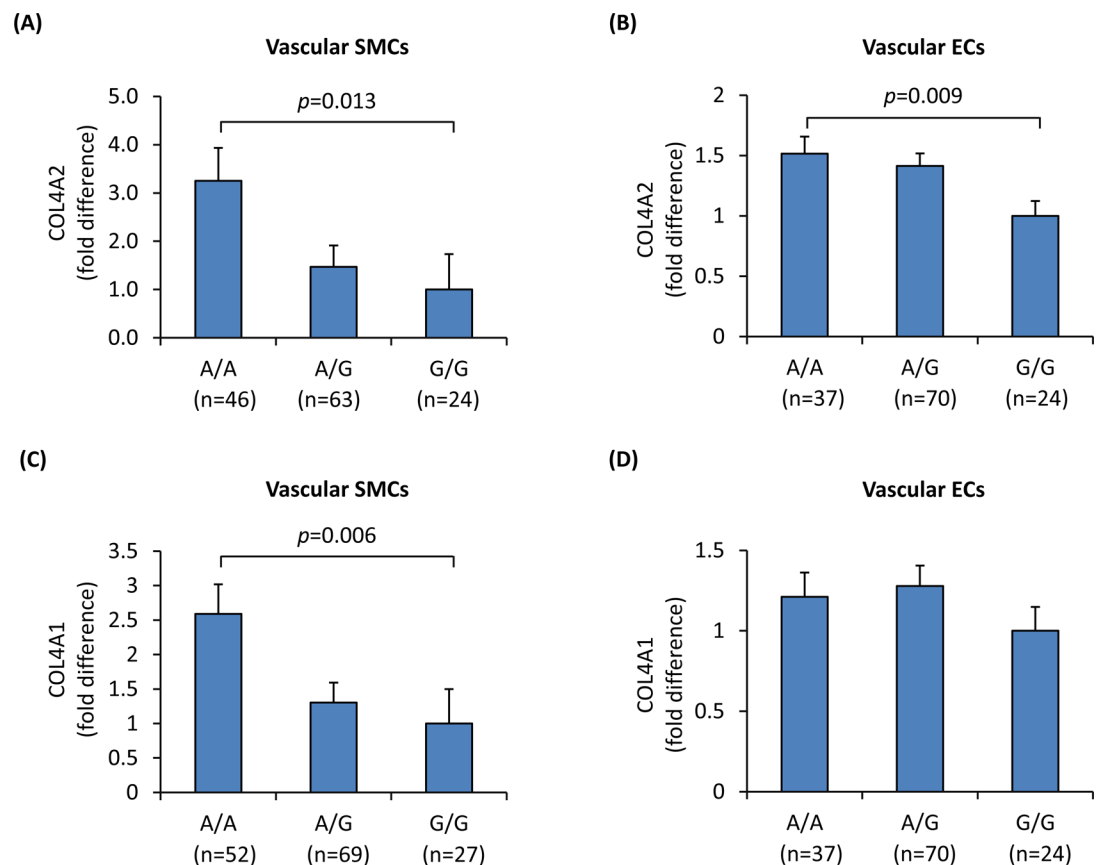 (A)
Vascular SMCs
p=0.013
COL4A2
(fold difference)
5.0
4.0
3.0
2.0
1.0
0.0
A/A
A/G
G/G
(n=46)
(n=63)
(n=24)
(B)
Vascular ECs
p=0.009
COL4A2
(fold difference)
2
1.5
1
0.5
0
A/A
A/G
G/G
(n=37)
(n=70)
(n=24)
(C)
Vascular SMCs
p=0.006
COL4A1
(fold difference)
3.5
3
2.5
2
1.5
1
0.5
0
A/A
A/G
G/G
(n=52)
(n=69)
(n=27)
(D)
Vascular ECs
COL4A1
(fold difference)
1.5
1
0.5
0
A/A
A/G
G/G
(n=37)
(n=70)
(n=24)